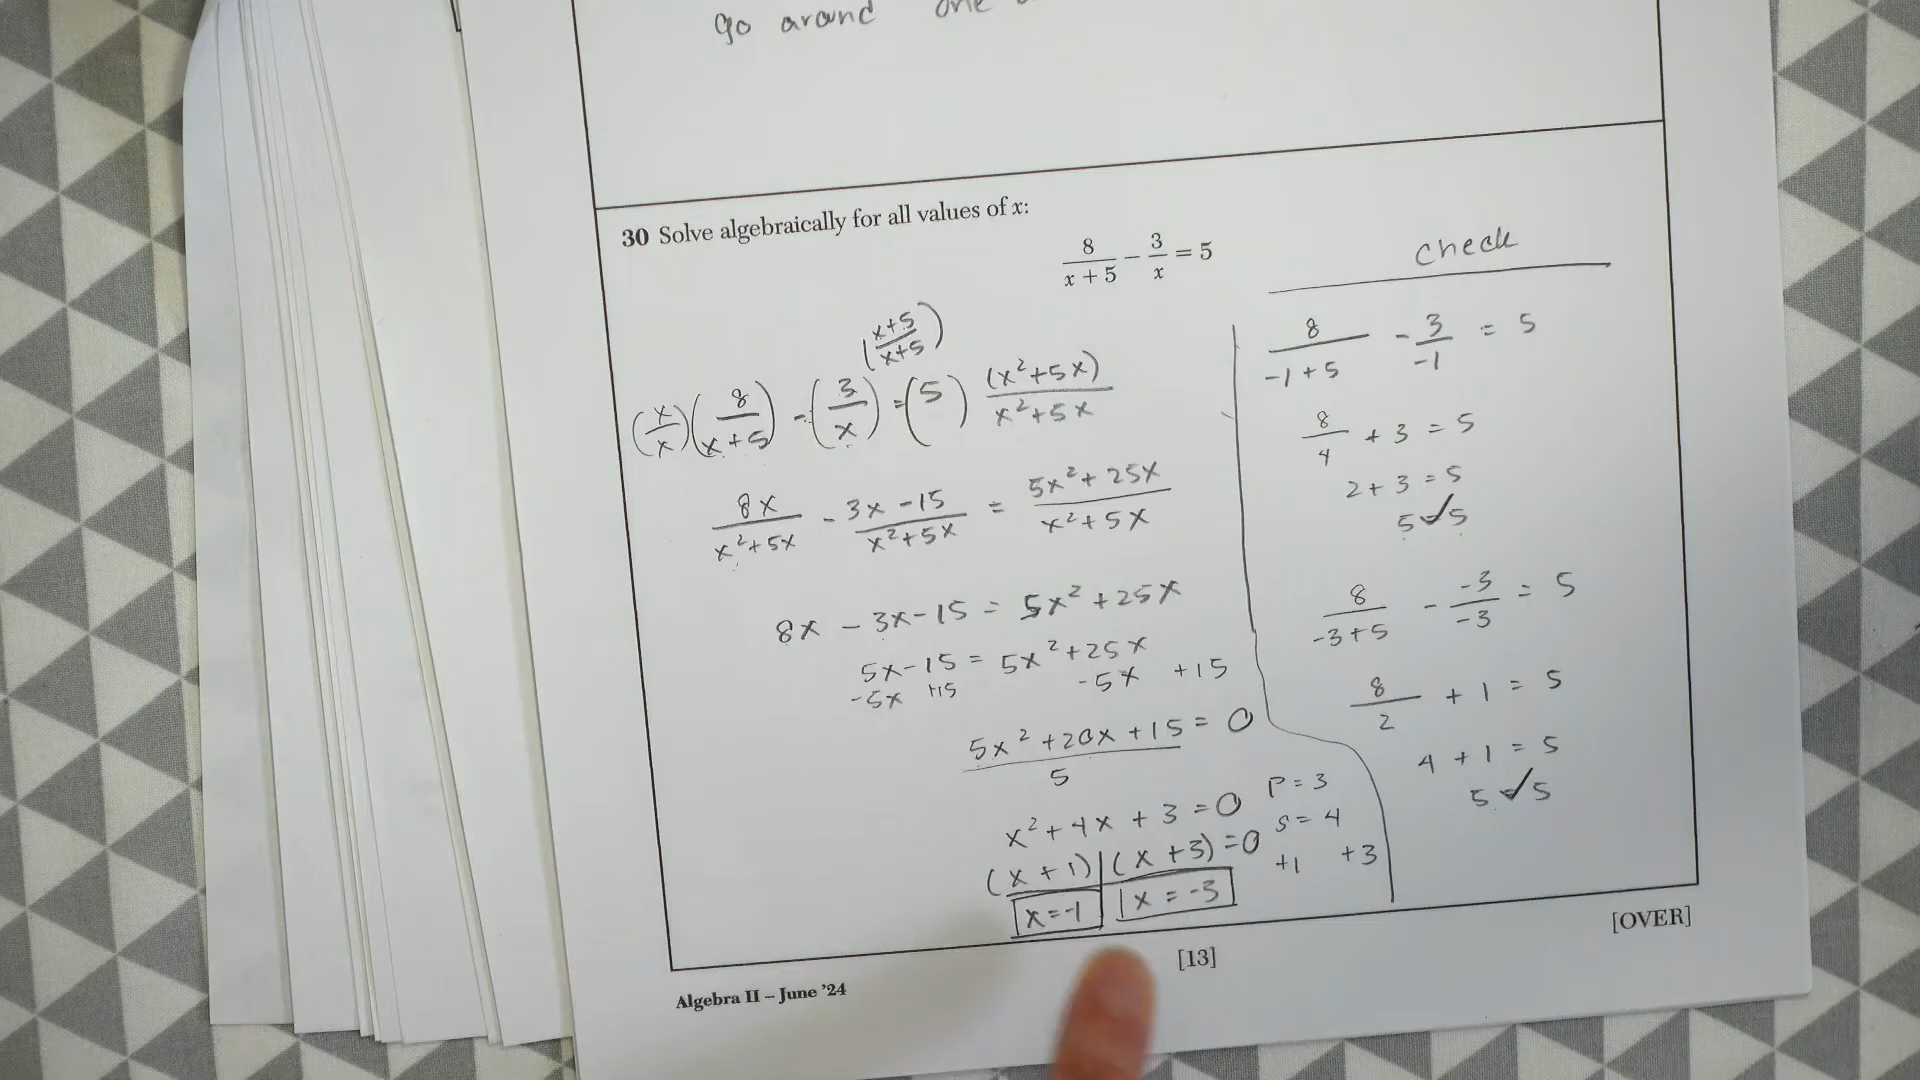 go around one
30 Solve algebraically for all values of x:
8/(x + 5) − 3/x = 5
((x+5)/(x+5))
(x/x)(8/(x+5)) - (3/x) = (5) (x²+5x)/(x²+5x)
8x/(x²+5x) - (3x -15)/(x²+5x) = (5x²+25x)/(x²+5x)
8x - 3x-15 = 5x²+25x
5x-15 = 5x²+25x
-5x +15 -5x +15
(5x²+20x+15)/5 = 0
x²+4x+3=0
P=3
S=4
(x+1)|(x+3)=0
+1 +3
x=-1 x=-3
check
8/(-1+5) - 3/(-1) = 5
8/4 + 3 = 5
2+3=5
5✓5
8/(-3+5) - (-3)/(-3) = 5
8/2 + 1 = 5
4+1=5
5✓5
Algebra II – June ’24
[13]
[OVER]